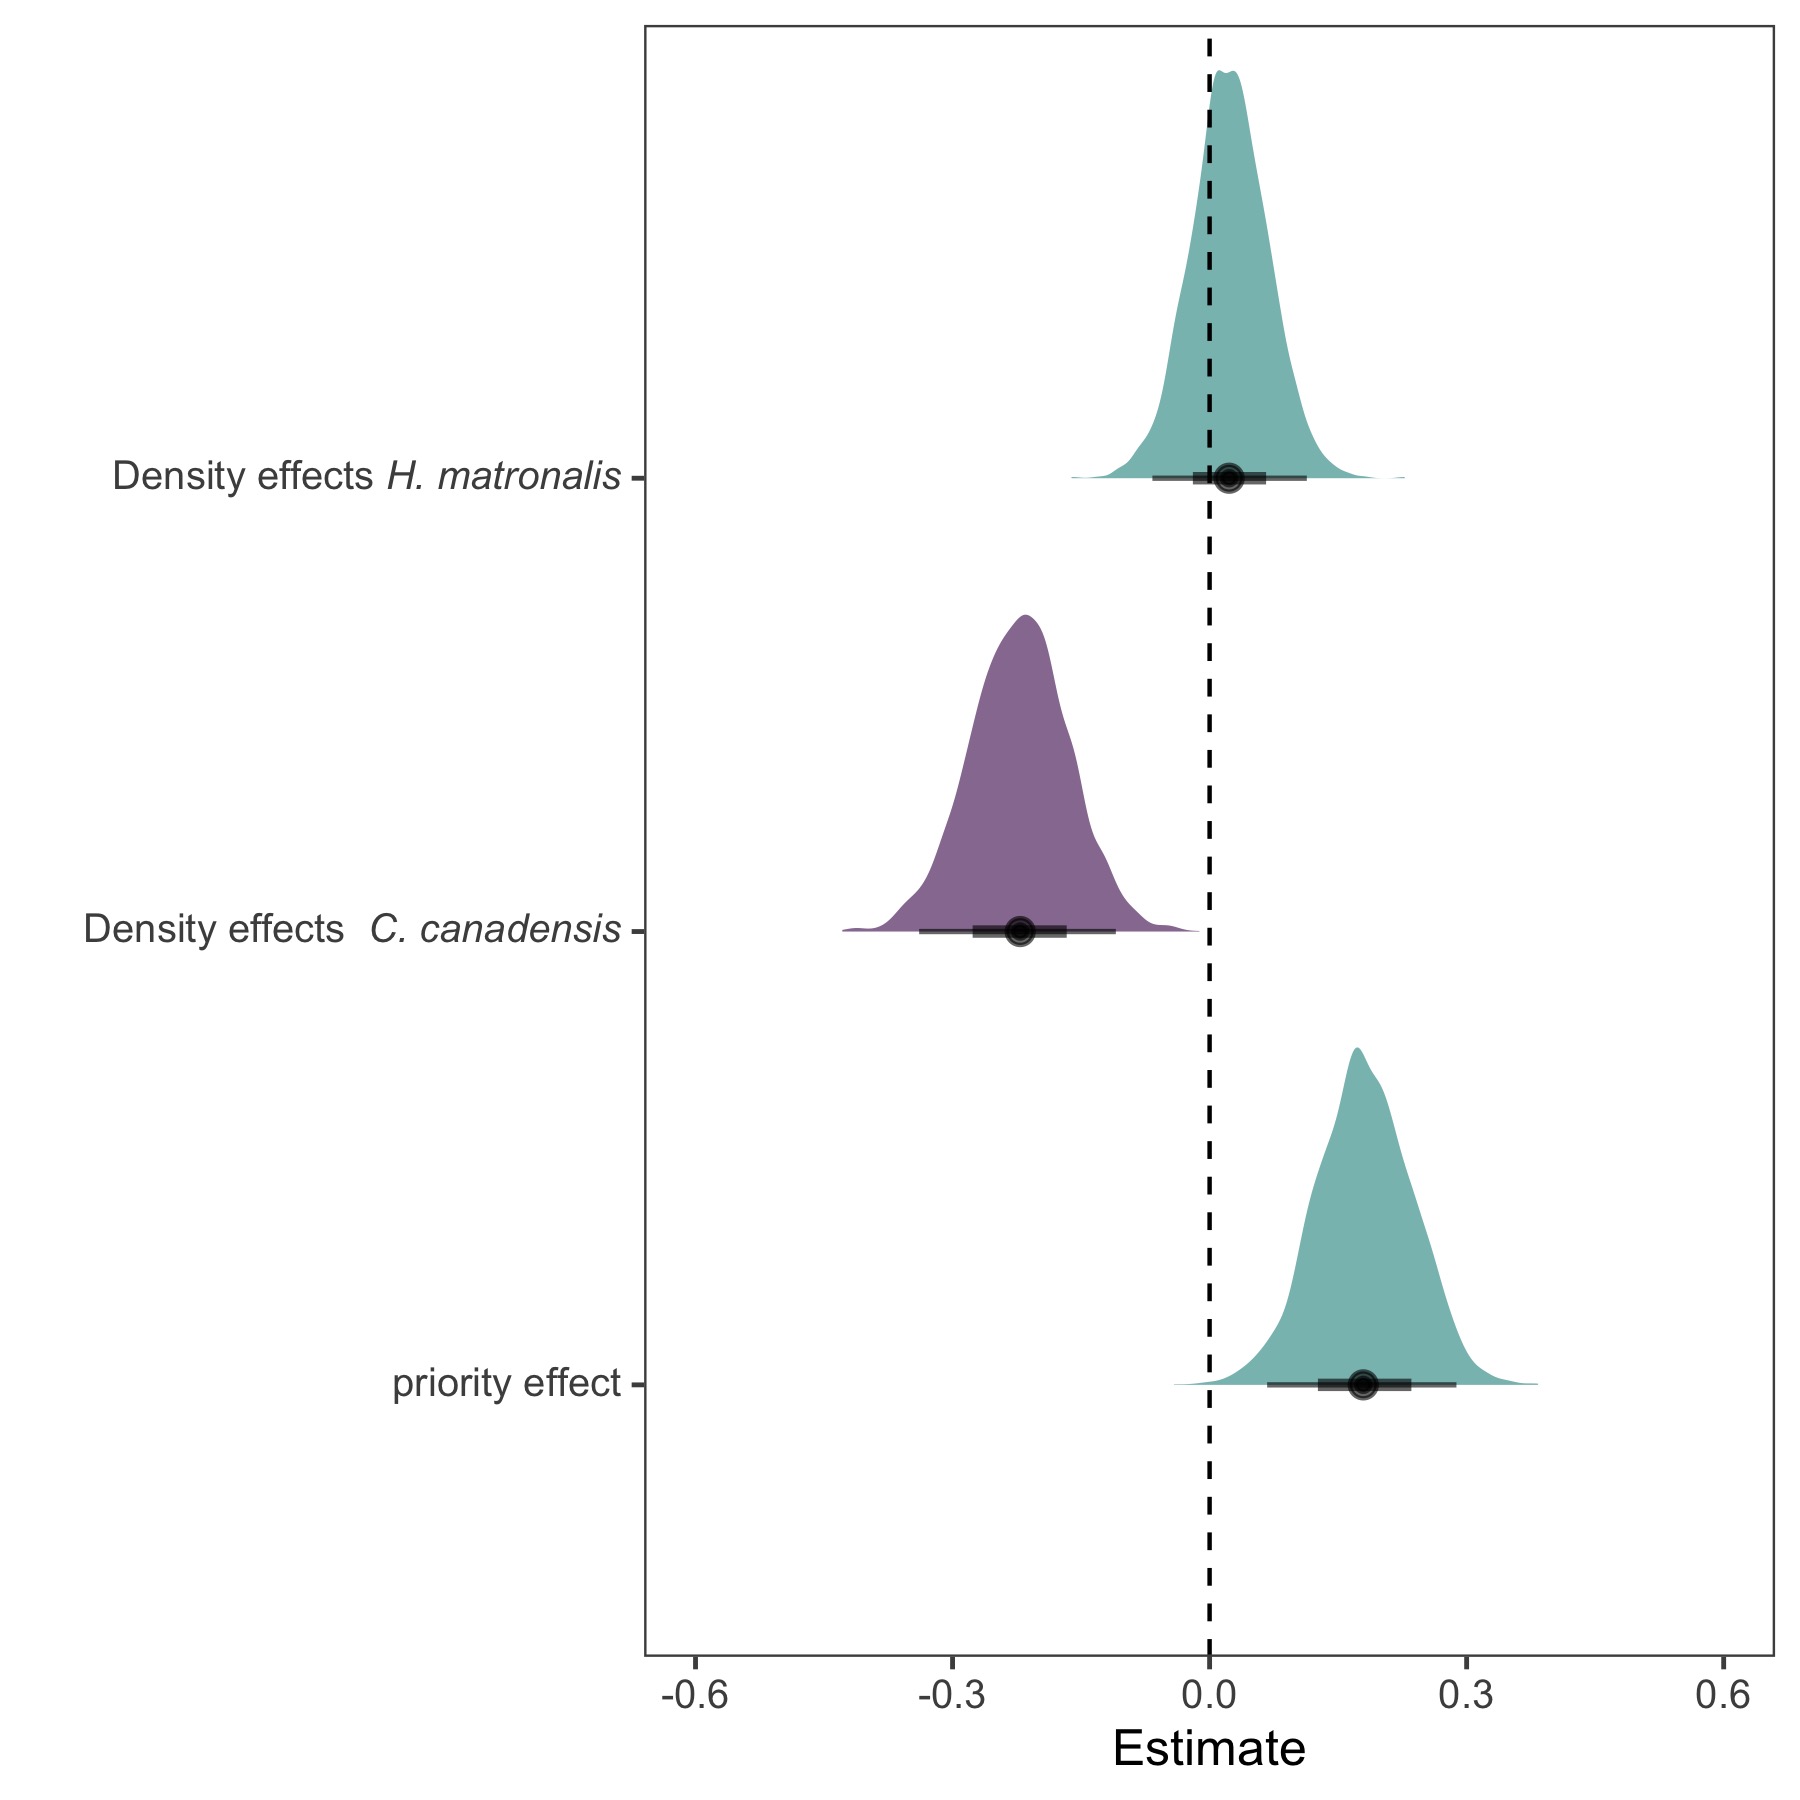 Density effects H. matronalis
Density effects  C. canadensis
priority effect
-0.6 -0.3 0.0 0.3 0.6
Estimate